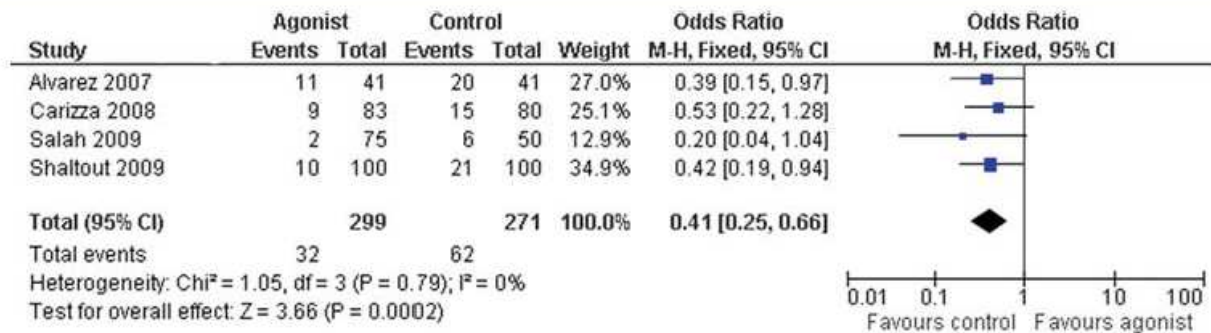 Agonist Control Odds Ratio Odds Ratio
Study Events Total Events Total Weight M-H, Fixed, 95% CI M-H, Fixed, 95% CI
Alvarez 2007 11 41 20 41 27.0% 0.39 [0.15, 0.97]
Carizza 2008 9 83 15 80 25.1% 0.53 [0.22, 1.28]
Salah 2009 2 75 6 50 12.9% 0.20 [0.04, 1.04]
Shaltout 2009 10 100 21 100 34.9% 0.42 [0.19, 0.94]
Total (95% CI) 299 271 100.0% 0.41 [0.25, 0.66]
Total events 32 62
Heterogeneity: Chi² = 1.05, df = 3 (P = 0.79); I² = 0%
Test for overall effect: Z = 3.66 (P = 0.0002)
0.01 0.1 1 10 100
Favours control Favours agonist